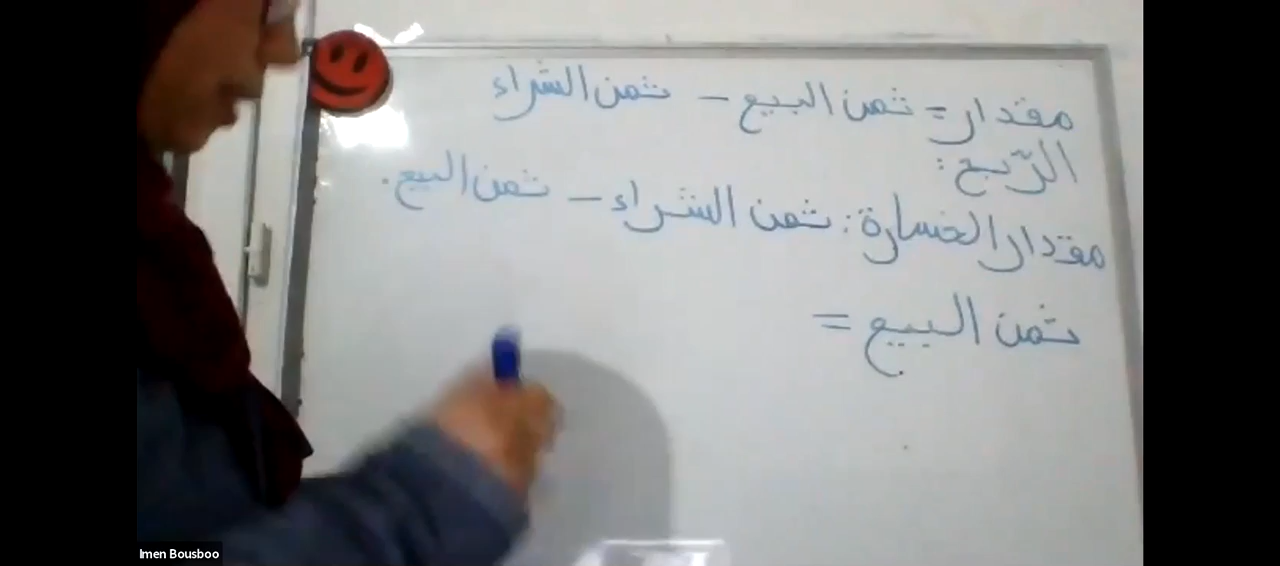 مقدار = ثمن البيع - ثمن الشراء
الرّبح:
مقدار الخسارة: ثمن الشراء - ثمن البيع.
ثمن البيع =
Imen Bousboo